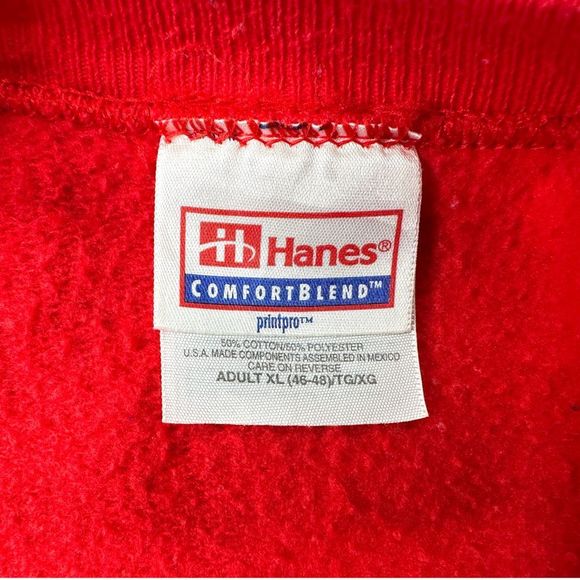 Hanes®
COMFORTBLEND™
printpro™
50% COTTON/50% POLYESTER
U.S.A. MADE COMPONENTS ASSEMBLED IN MEXICO
CARE ON REVERSE
ADULT XL (46-48)/TG/XG